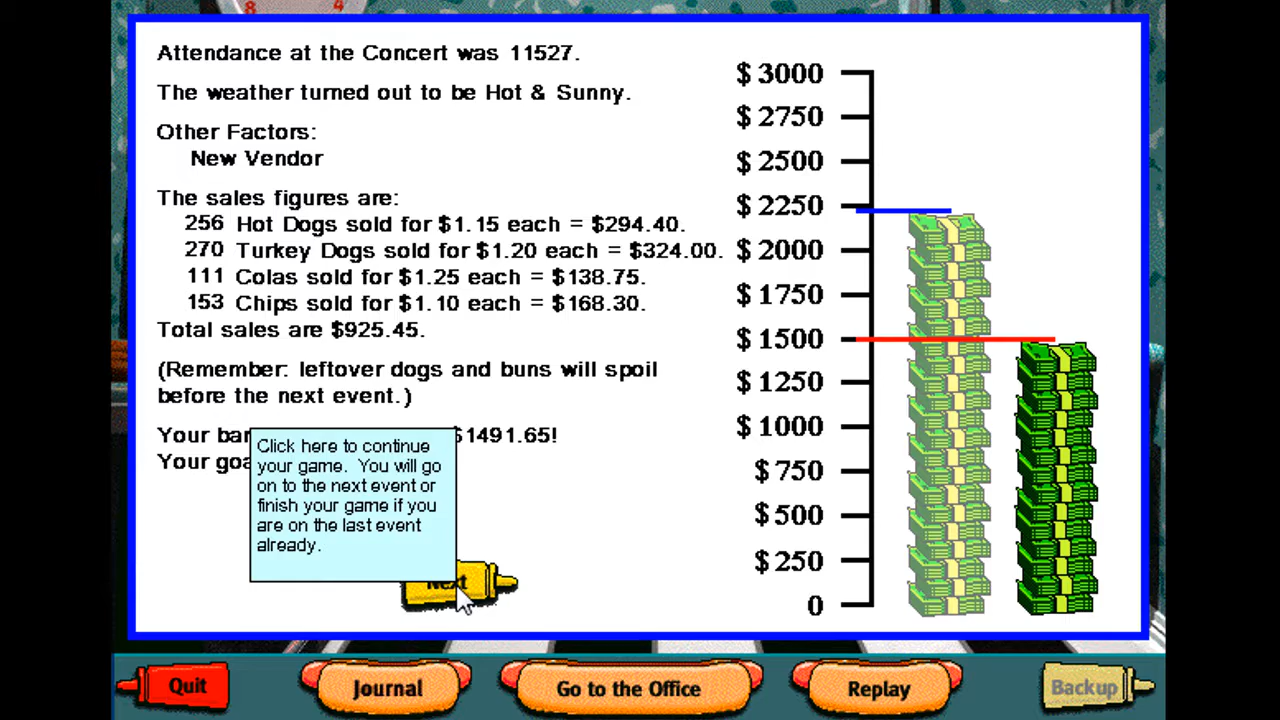 8 4
Attendance at the Concert was 11527.
The weather turned out to be Hot & Sunny.
Other Factors:
New Vendor
The sales figures are:
256 Hot Dogs sold for $1.15 each = $294.40.
270 Turkey Dogs sold for $1.20 each = $324.00.
111 Colas sold for $1.25 each = $138.75.
153 Chips sold for $1.10 each = $168.30.
Total sales are $925.45.
(Remember: leftover dogs and buns will spoil
before the next event.)
Your $1491.65!
Your
Click here to continue
your game. You will go
on to the next event or
finish your game if you
are on the last event
already.
Next
$ 3000
$ 2750
$ 2500
$ 2250
$ 2000
$ 1750
$ 1500
$ 1250
$ 1000
$ 750
$ 500
$ 250
0
Quit
Journal
Go to the Office
Replay
Backup